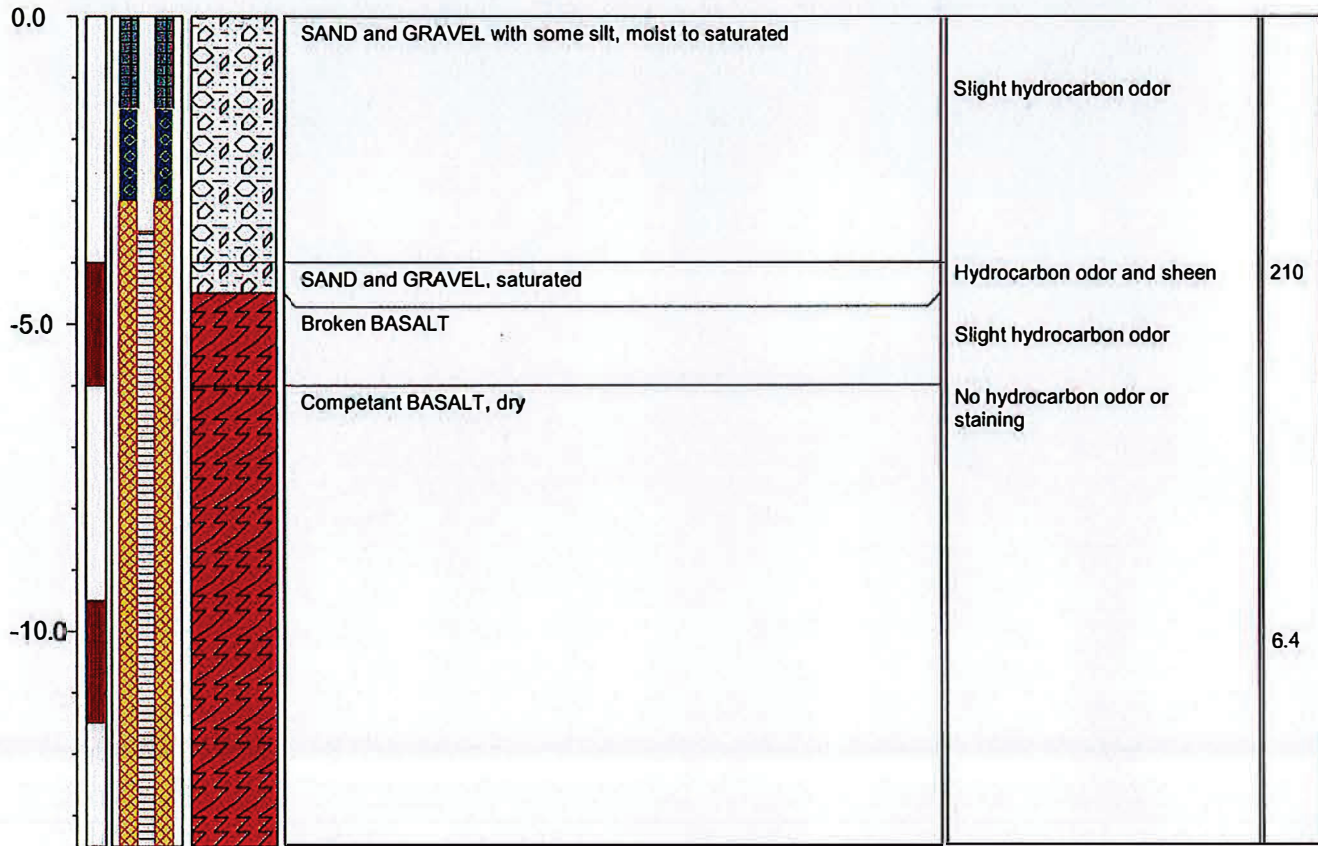 0.0
SAND and GRAVEL with some silt, moist to saturated
Slight hydrocarbon odor
SAND and GRAVEL, saturated
Hydrocarbon odor and sheen
210
-5.0
Broken BASALT
Slight hydrocarbon odor
Competant BASALT, dry
No hydrocarbon odor or
staining
-10.0
6.4